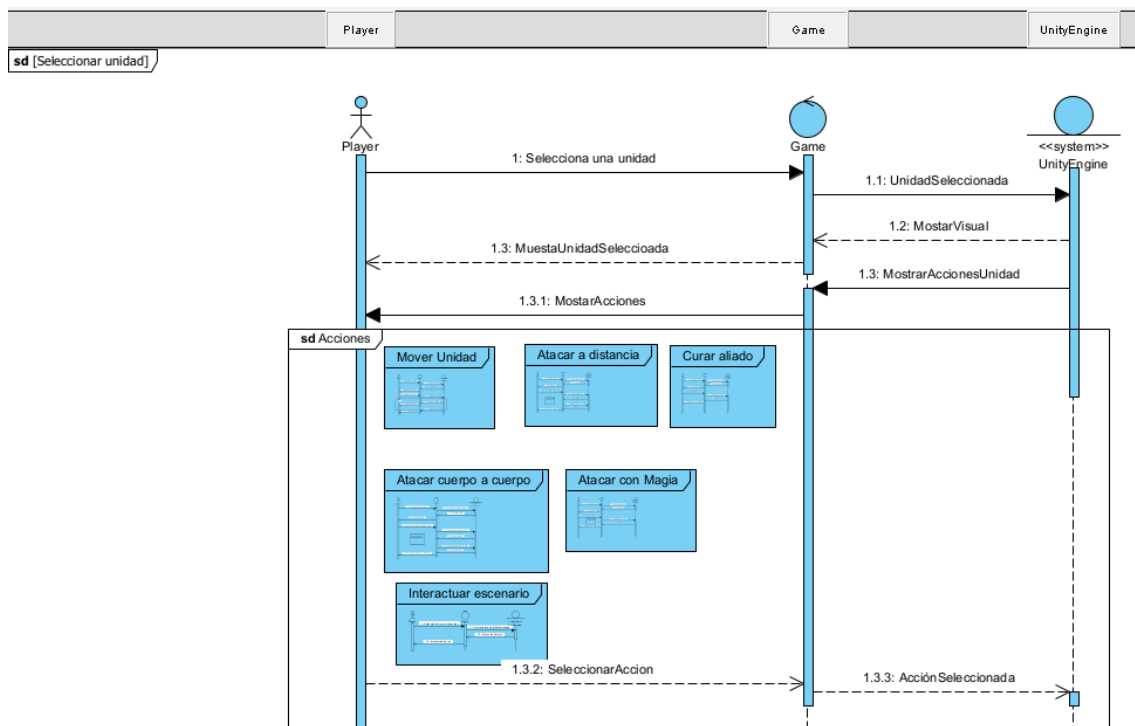 Player
Game
UnityEngine
sd [Seleccionar unidad]
Player
Game
<<system>>
UnityEngine
1: Selecciona una unidad
1.1: UnidadSeleccionada
1.2: MostarVisual
1.3: MuestaUnidadSeleccioada
1.3: MostrarAccionesUnidad
1.3.1: MostarAcciones
sd Acciones
Mover Unidad
Atacar a distancia
Curar aliado
Atacar cuerpo a cuerpo
Atacar con Magia
Interactuar escenario
1.3.2: SeleccionarAccion
1.3.3: AcciónSeleccionada